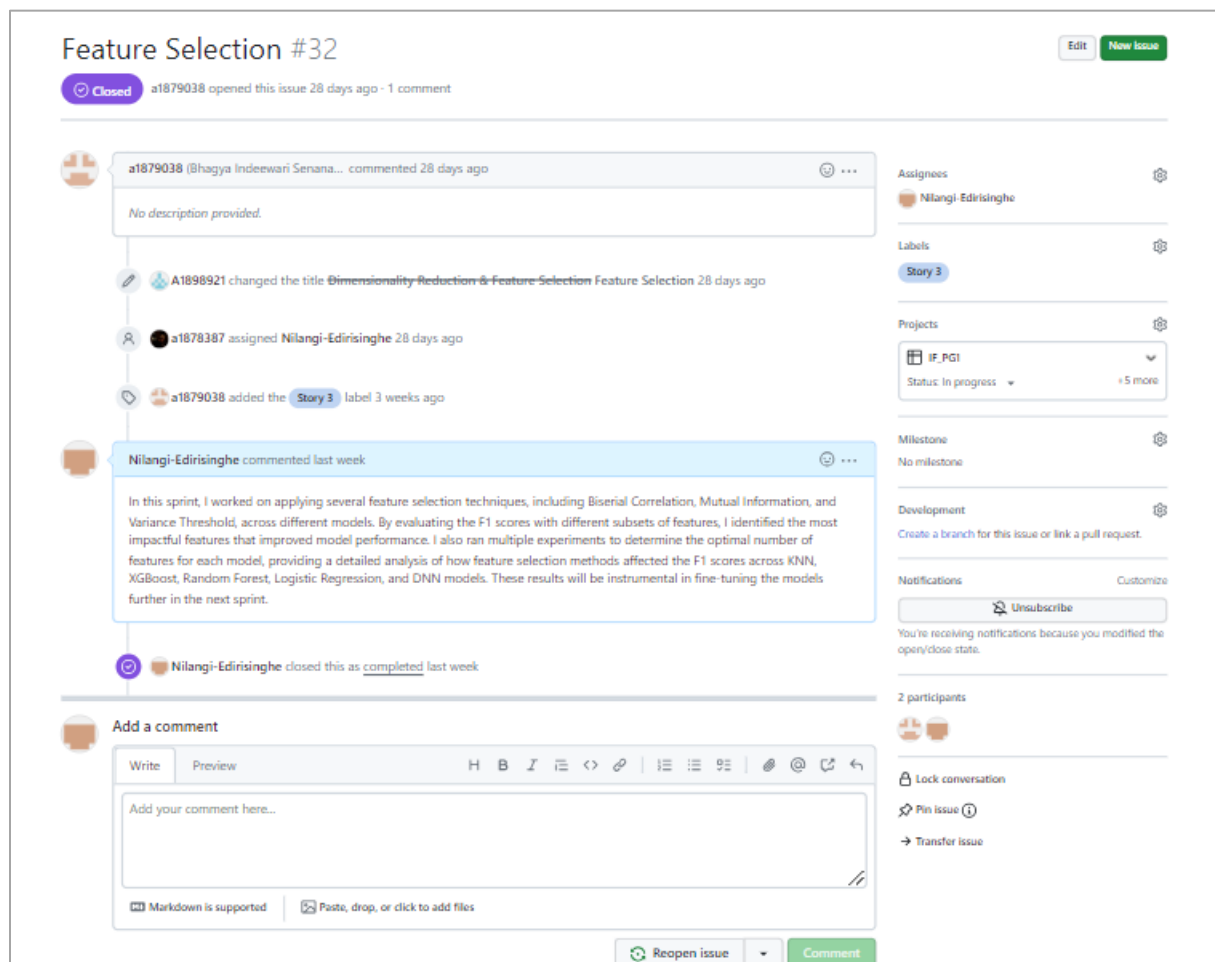 Feature Selection #32
Edit
New issue
Closed
a1879038 opened this issue 28 days ago · 1 comment
a1879038 (Bhagya Indeewari Senana... commented 28 days ago
No description provided.
A1898921 changed the title Dimensionality Reduction & Feature Selection Feature Selection 28 days ago
a1878387 assigned Nilangi-Edirisinghe 28 days ago
a1879038 added the Story 3 label 3 weeks ago
Nilangi-Edirisinghe commented last week
In this sprint, I worked on applying several feature selection techniques, including Biserial Correlation, Mutual Information, and
Variance Threshold, across different models. By evaluating the F1 scores with different subsets of features, I identified the most
impactful features that improved model performance. I also ran multiple experiments to determine the optimal number of
features for each model, providing a detailed analysis of how feature selection methods affected the F1 scores across KNN,
XGBoost, Random Forest, Logistic Regression, and DNN models. These results will be instrumental in fine-tuning the models
further in the next sprint.
Nilangi-Edirisinghe closed this as completed last week
Add a comment
Write
Preview
H B I
Add your comment here...
Markdown is supported
Paste, drop, or click to add files
Reopen issue
Comment
Assignees
Nilangi-Edirisinghe
Labels
Story 3
Projects
IF_PG1
Status: In progress
+5 more
Milestone
No milestone
Development
Create a branch for this issue or link a pull request.
Notifications
Customize
Unsubscribe
You're receiving notifications because you modified the
open/close state.
2 participants
Lock conversation
Pin issue
Transfer issue